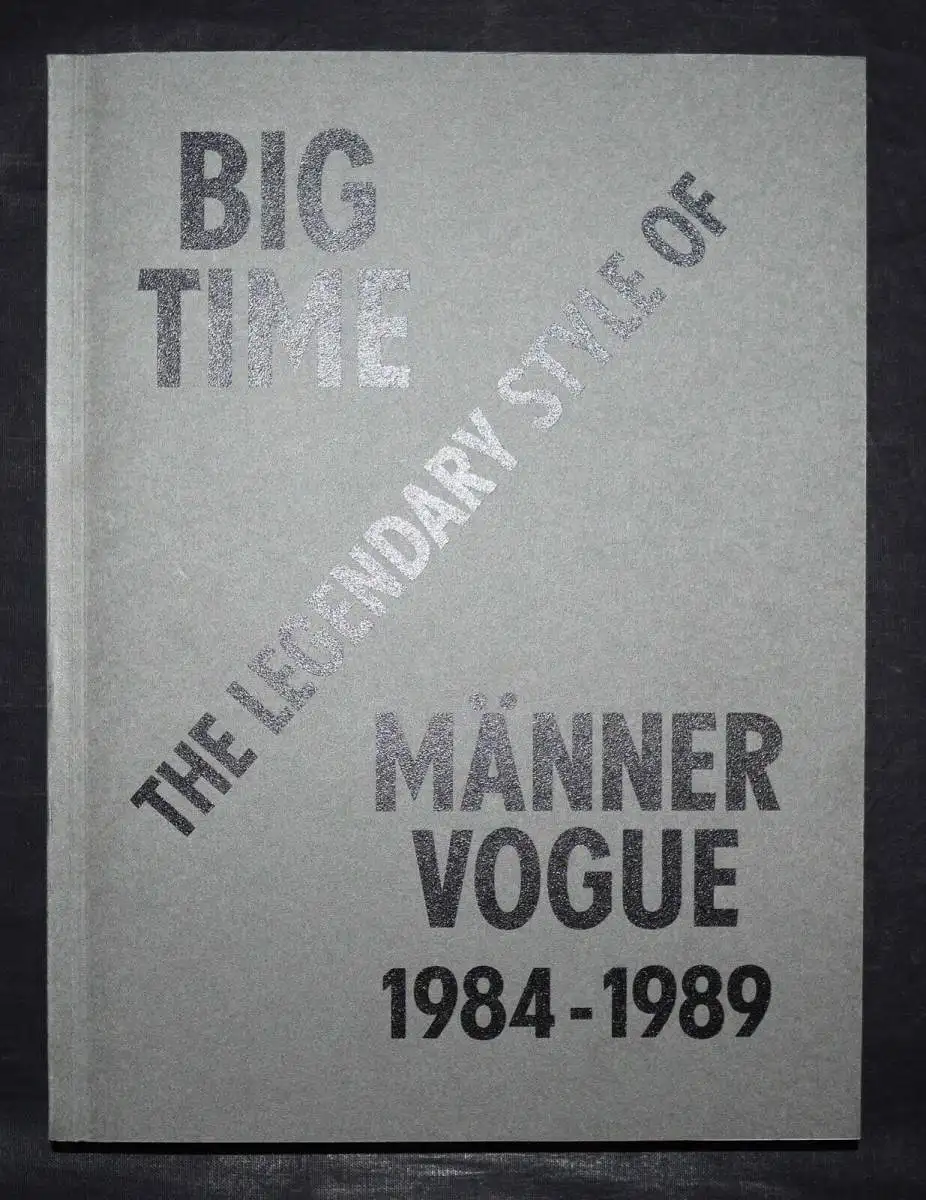 BIG
TIME
THE LEGENDARY STYLE OF
MÄNNER
VOGUE
1984-1989